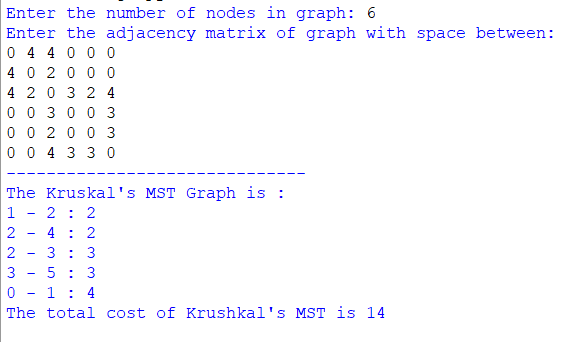 Enter the number of nodes in graph: 6
Enter the adjacency matrix of graph with space between:
0 4 4 0 0 0
4 0 2 0 0 0
4 2 0 3 2 4
0 0 3 0 0 3
0 0 2 0 0 3
0 0 4 3 3 0
------------------------------
The Kruskal's MST Graph is :
1 - 2 : 2
2 - 4 : 2
2 - 3 : 3
3 - 5 : 3
0 - 1 : 4
The total cost of Krushkal's MST is 14